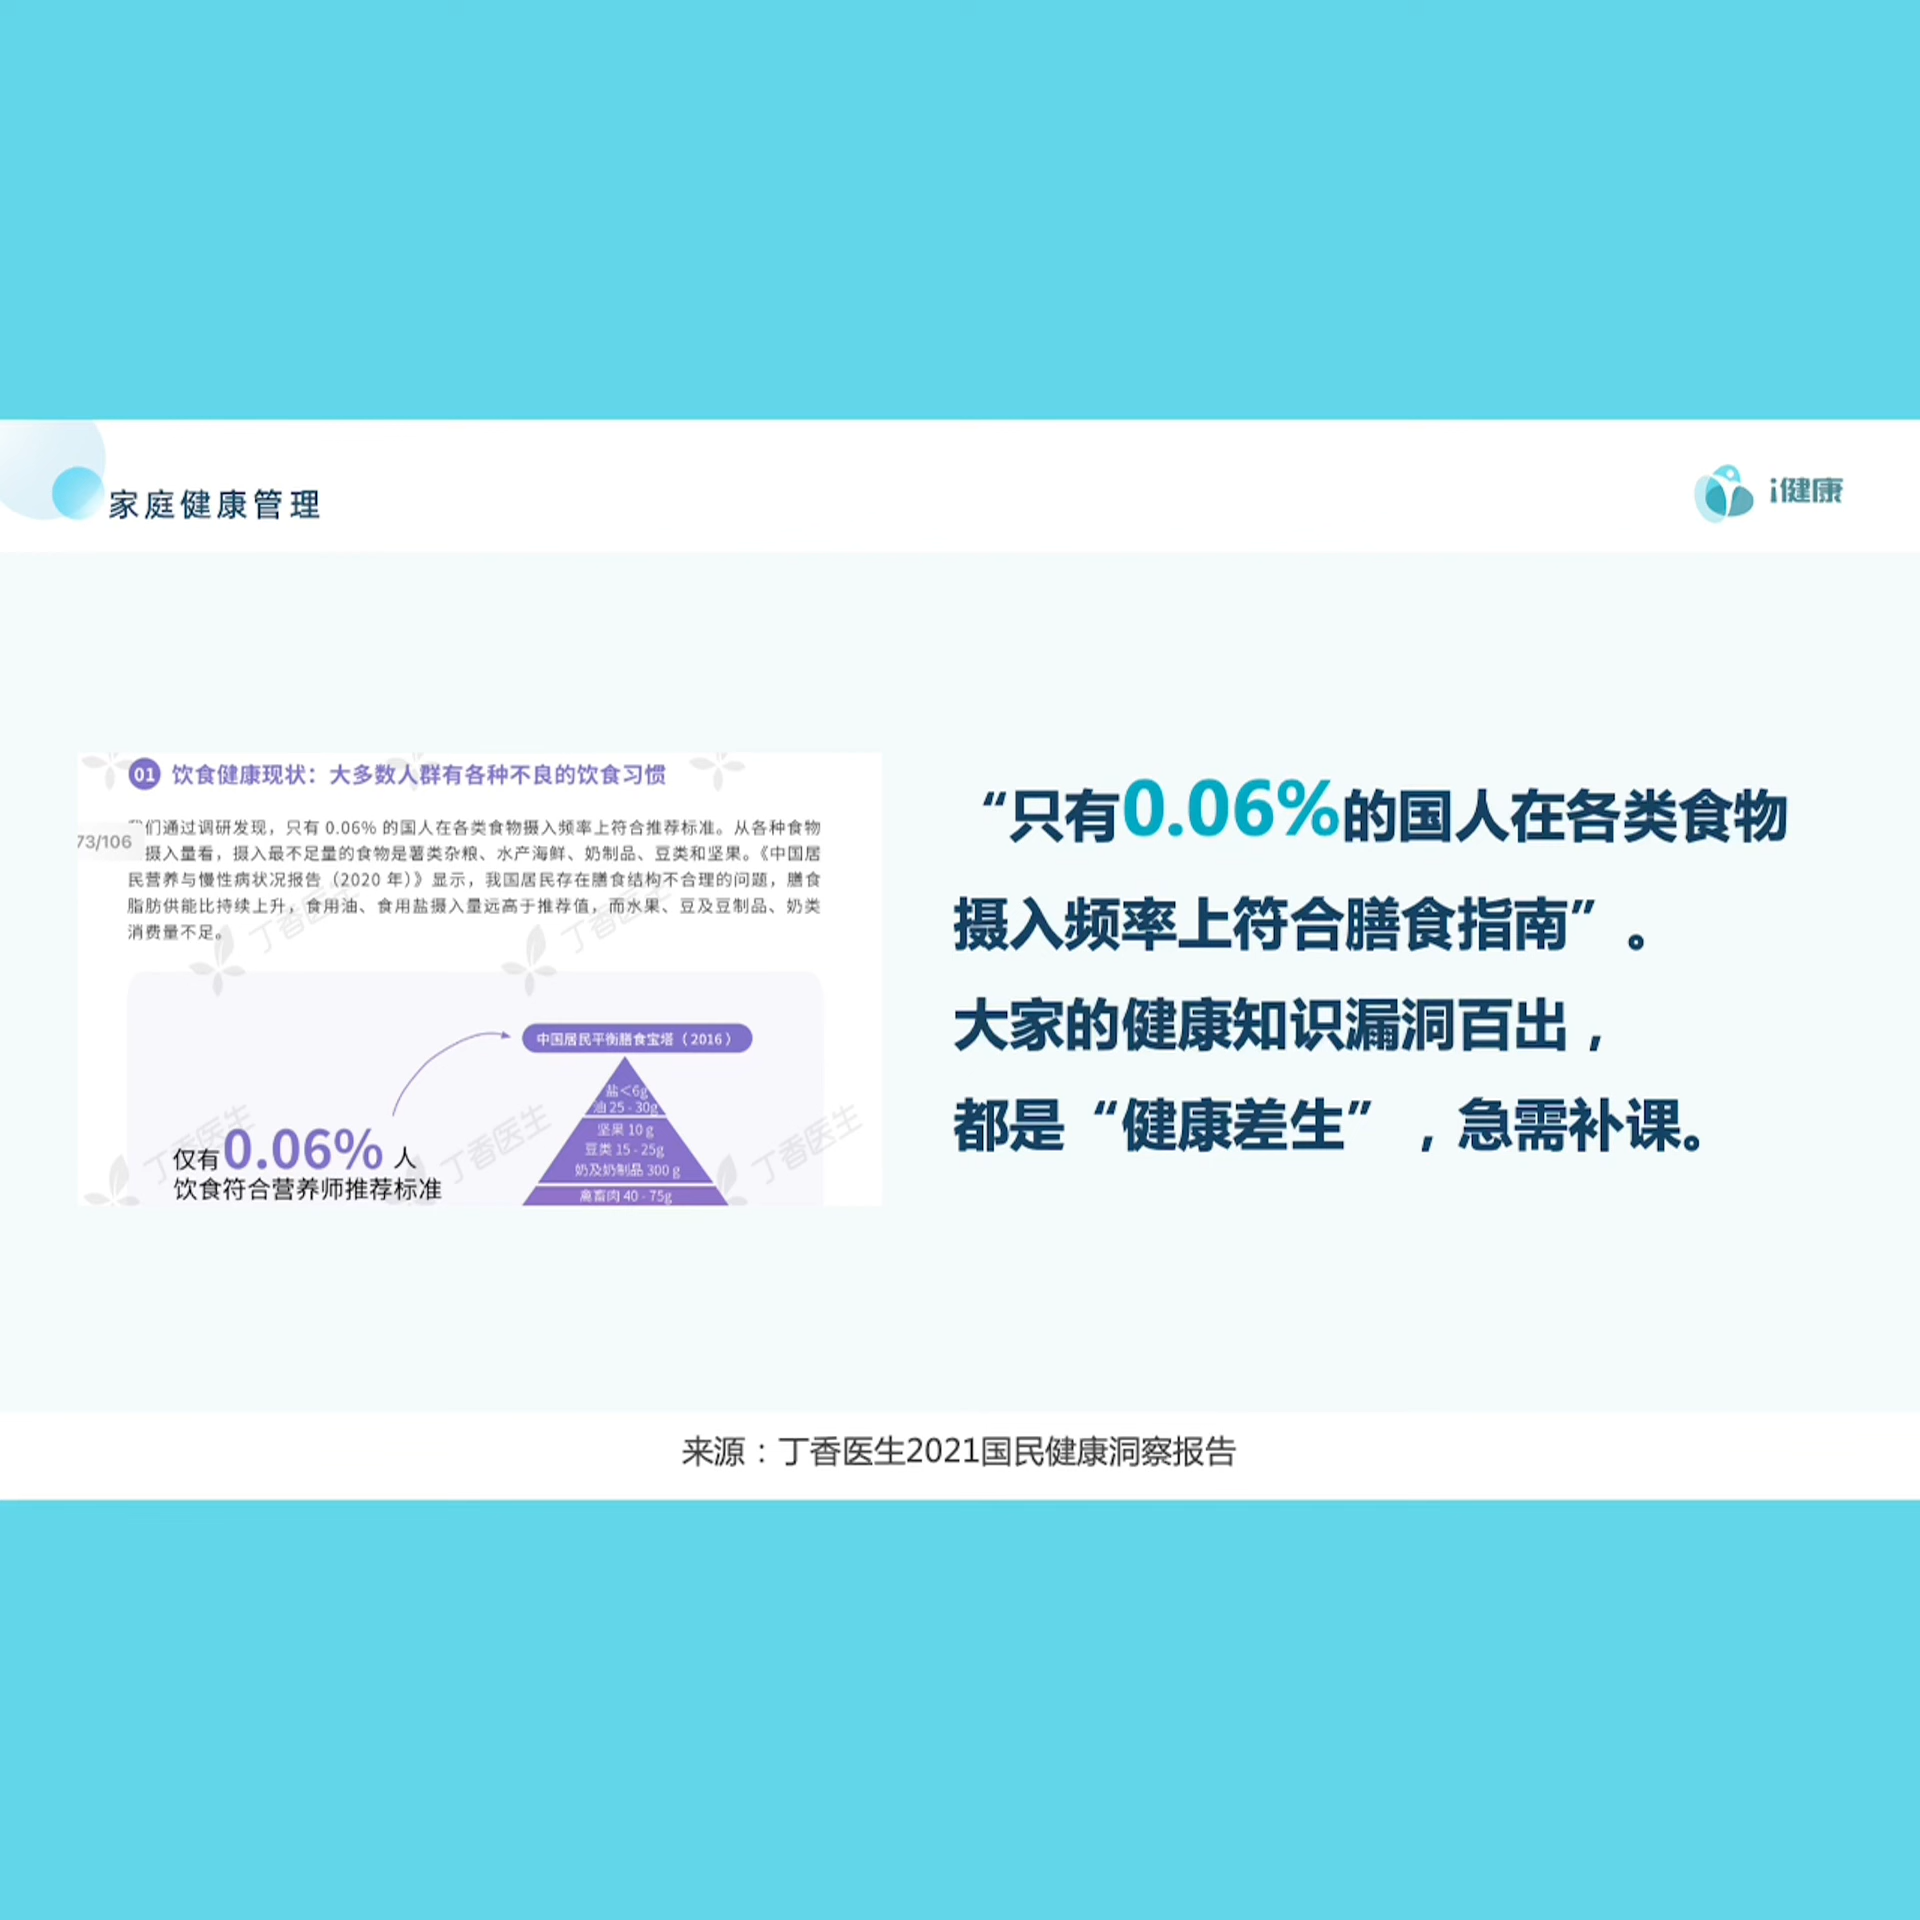 家庭健康管理
i健康
01 饮食健康现状：大多数人群有各种不良的饮食习惯
们通过调研发现，只有 0.06% 的国人在各类食物摄入频率上符合推荐标准。从各种食物
73/106
摄入量看，摄入最不足量的食物是薯类杂粮、水产海鲜、奶制品、豆类和坚果。《中国居
民营养与慢性病状况报告（2020 年）》显示，我国居民存在膳食结构不合理的问题，膳食
脂肪供能比持续上升，食用油、食用盐摄入量远高于推荐值，而水果、豆及豆制品、奶类
消费量不足。
丁香医生
丁香医生
中国居民平衡膳食宝塔（2016）
盐<6g
油 25 - 30g
坚果 10 g
豆类 15 - 25g
奶及奶制品 300 g
禽畜肉 40 - 75g
仅有0.06% 人
饮食符合营养师推荐标准
丁香医生
丁香医生
丁香医生
“只有0.06%的国人在各类食物
摄入频率上符合膳食指南”。
大家的健康知识漏洞百出，
都是“健康差生”，急需补课。
来源：丁香医生2021国民健康洞察报告